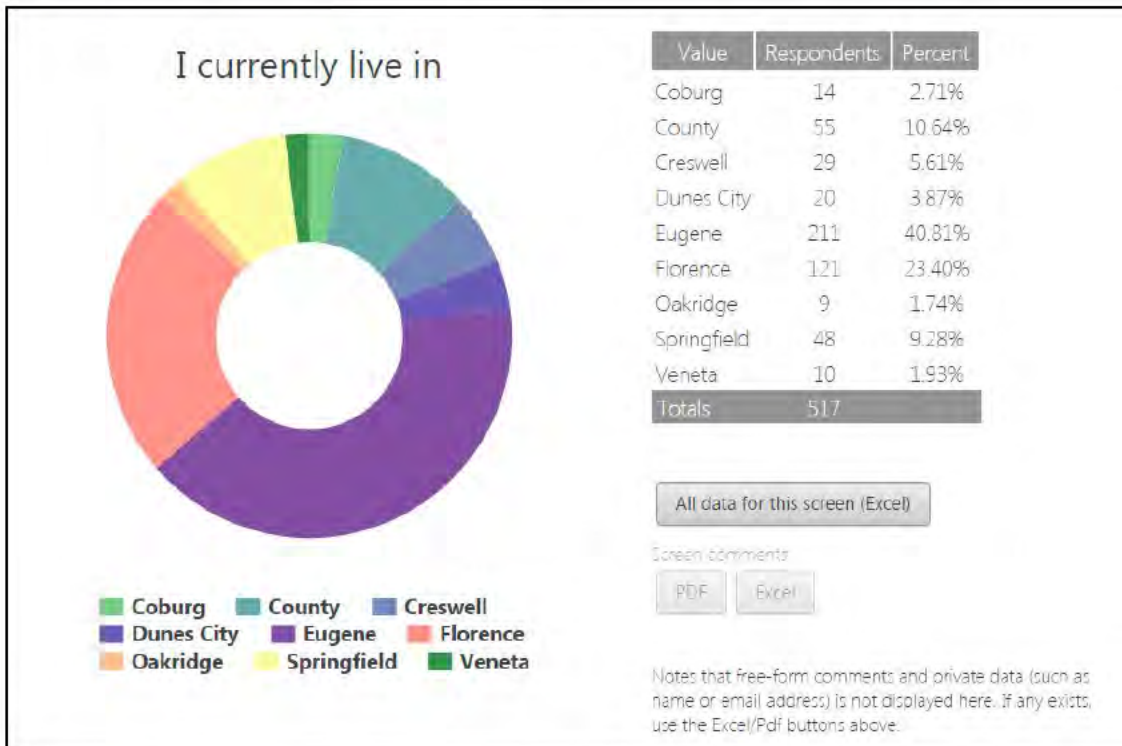 I currently live in
Coburg County Creswell
Dunes City Eugene Florence
Oakridge Springfield Veneta
Value Respondents Percent
Coburg 14 2.71%
County 55 10.64%
Creswell 29 5.61%
Dunes City 20 3.87%
Eugene 211 40.81%
Florence 121 23.40%
Oakridge 9 1.74%
Springfield 48 9.28%
Veneta 10 1.93%
Totals 517
All data for this screen (Excel)
Screen comments
PDF Excel
Notes that free-form comments and private data (such as
name or email address) is not displayed here. If any exists,
use the Excel/Pdf buttons above.